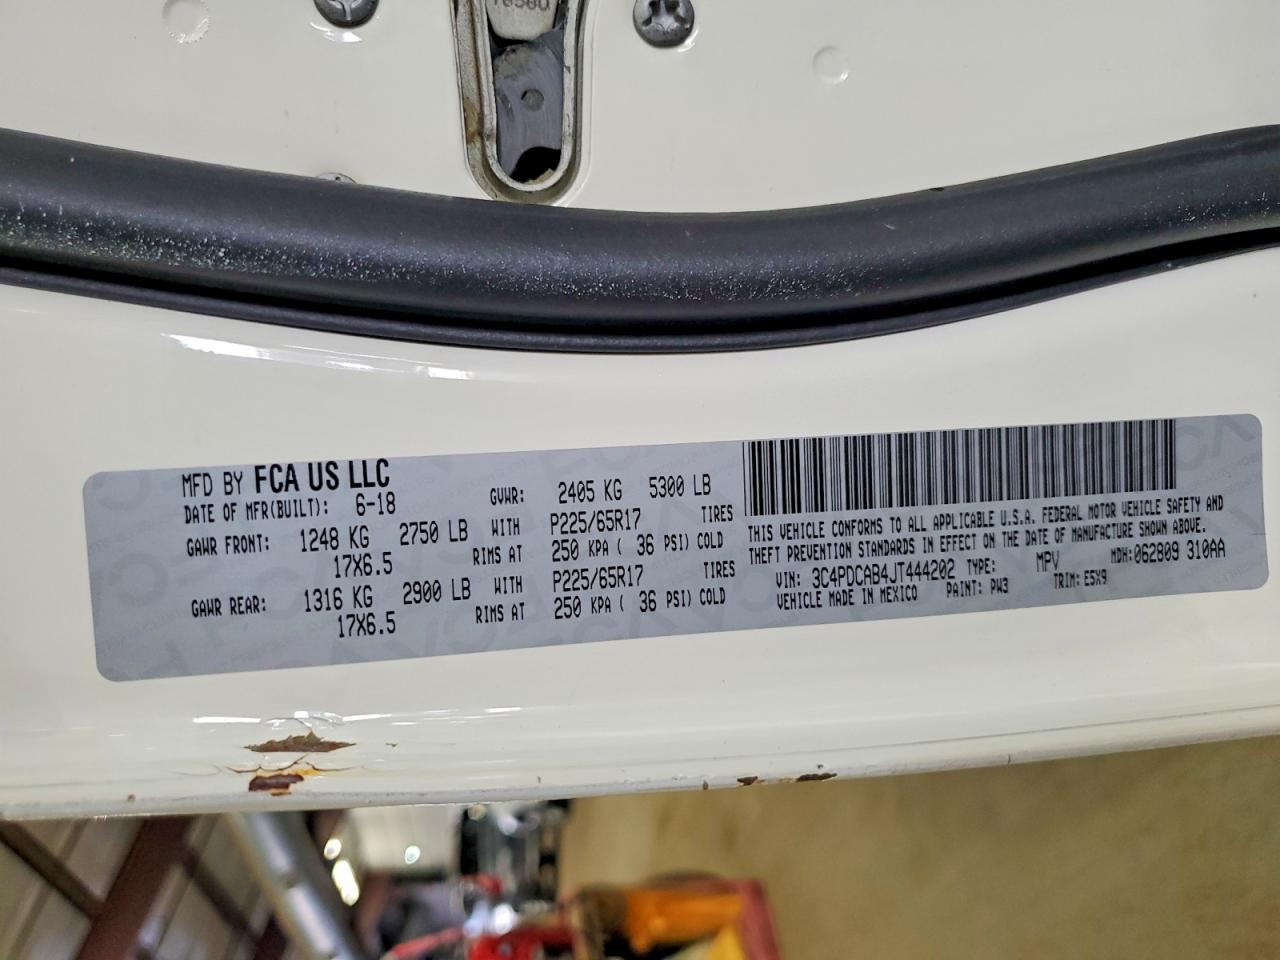 MFD BY FCA US LLC
DATE OF MFR(BUILT): 6-18 GVWR: 2405 KG 5300 LB
GAWR FRONT: 1248 KG 2750 LB WITH P225/65R17 TIRES
17X6.5 RIMS AT 250 KPA ( 36 PSI) COLD
GAWR REAR: 1316 KG 2900 LB WITH P225/65R17 TIRES
17X6.5 RIMS AT 250 KPA ( 36 PSI) COLD
THIS VEHICLE CONFORMS TO ALL APPLICABLE U.S.A. FEDERAL MOTOR VEHICLE SAFETY AND
THEFT PREVENTION STANDARDS IN EFFECT ON THE DATE OF MANUFACTURE SHOWN ABOVE.
VIN: 3C4PDCAB4JT444202 TYPE: MPV MDH: 062809 310AA
VEHICLE MADE IN MEXICO PAINT: PW3 TRIM: E5X9